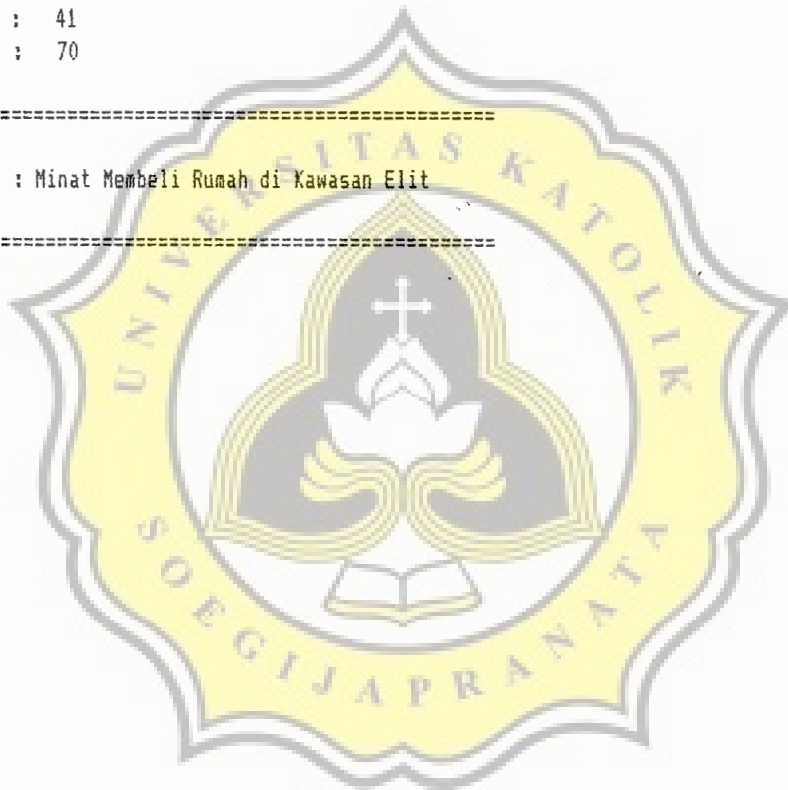 : 41
: 70
==============================================
: Minat Membeli Rumah di Kawasan Elit
==============================================
UNIVERSITAS KATOLIK
SOEGIJAPRANATA